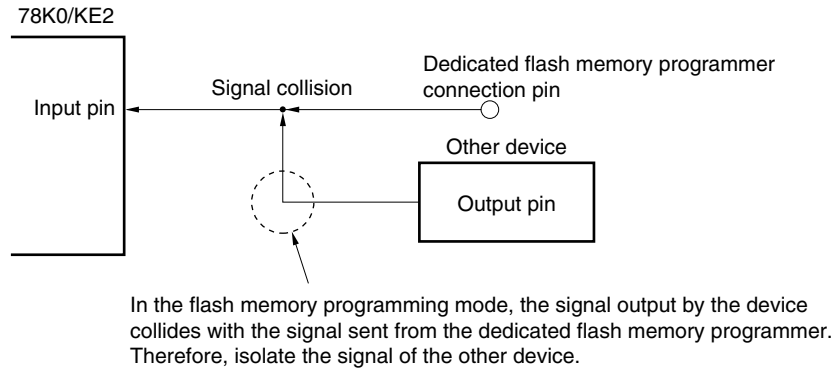 78K0/KE2
Dedicated flash memory programmer
connection pin
Signal collision
Input pin
Other device
Output pin
In the flash memory programming mode, the signal output by the device
collides with the signal sent from the dedicated flash memory programmer.
Therefore, isolate the signal of the other device.